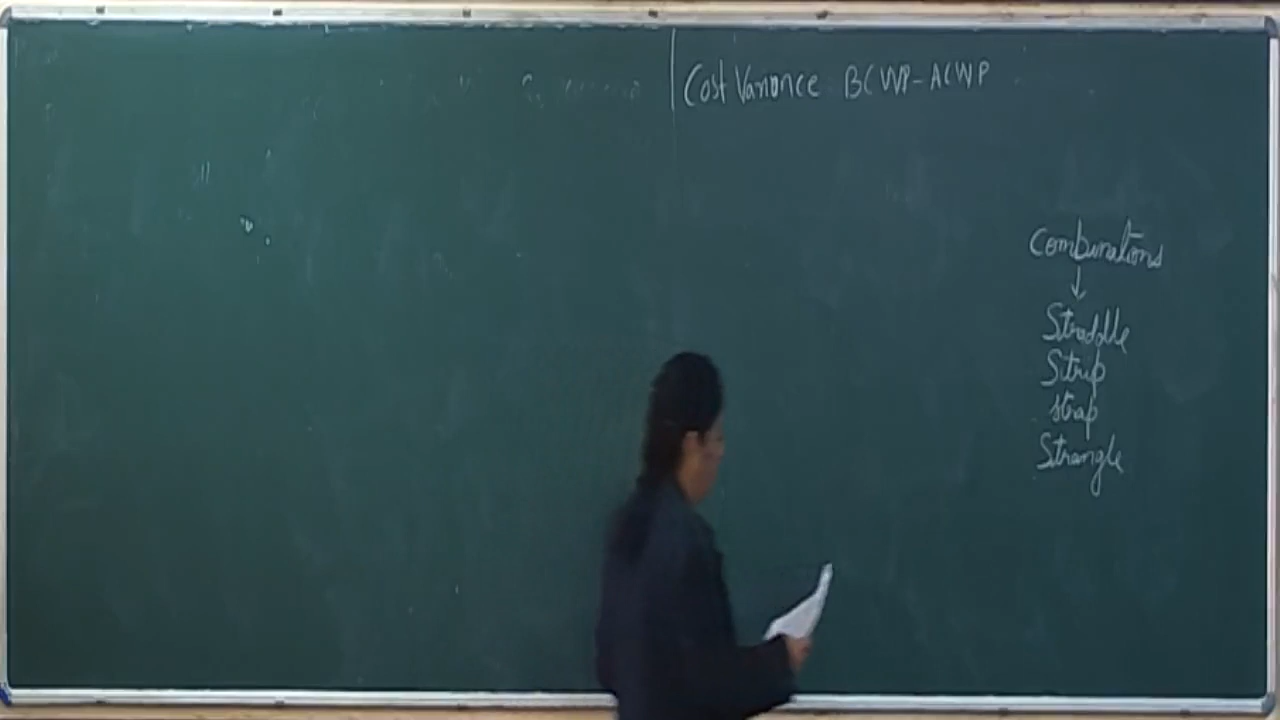 Cost Variance BCWP-ACWP
Combinations
↓
Straddle
Strip
strap
Strangle